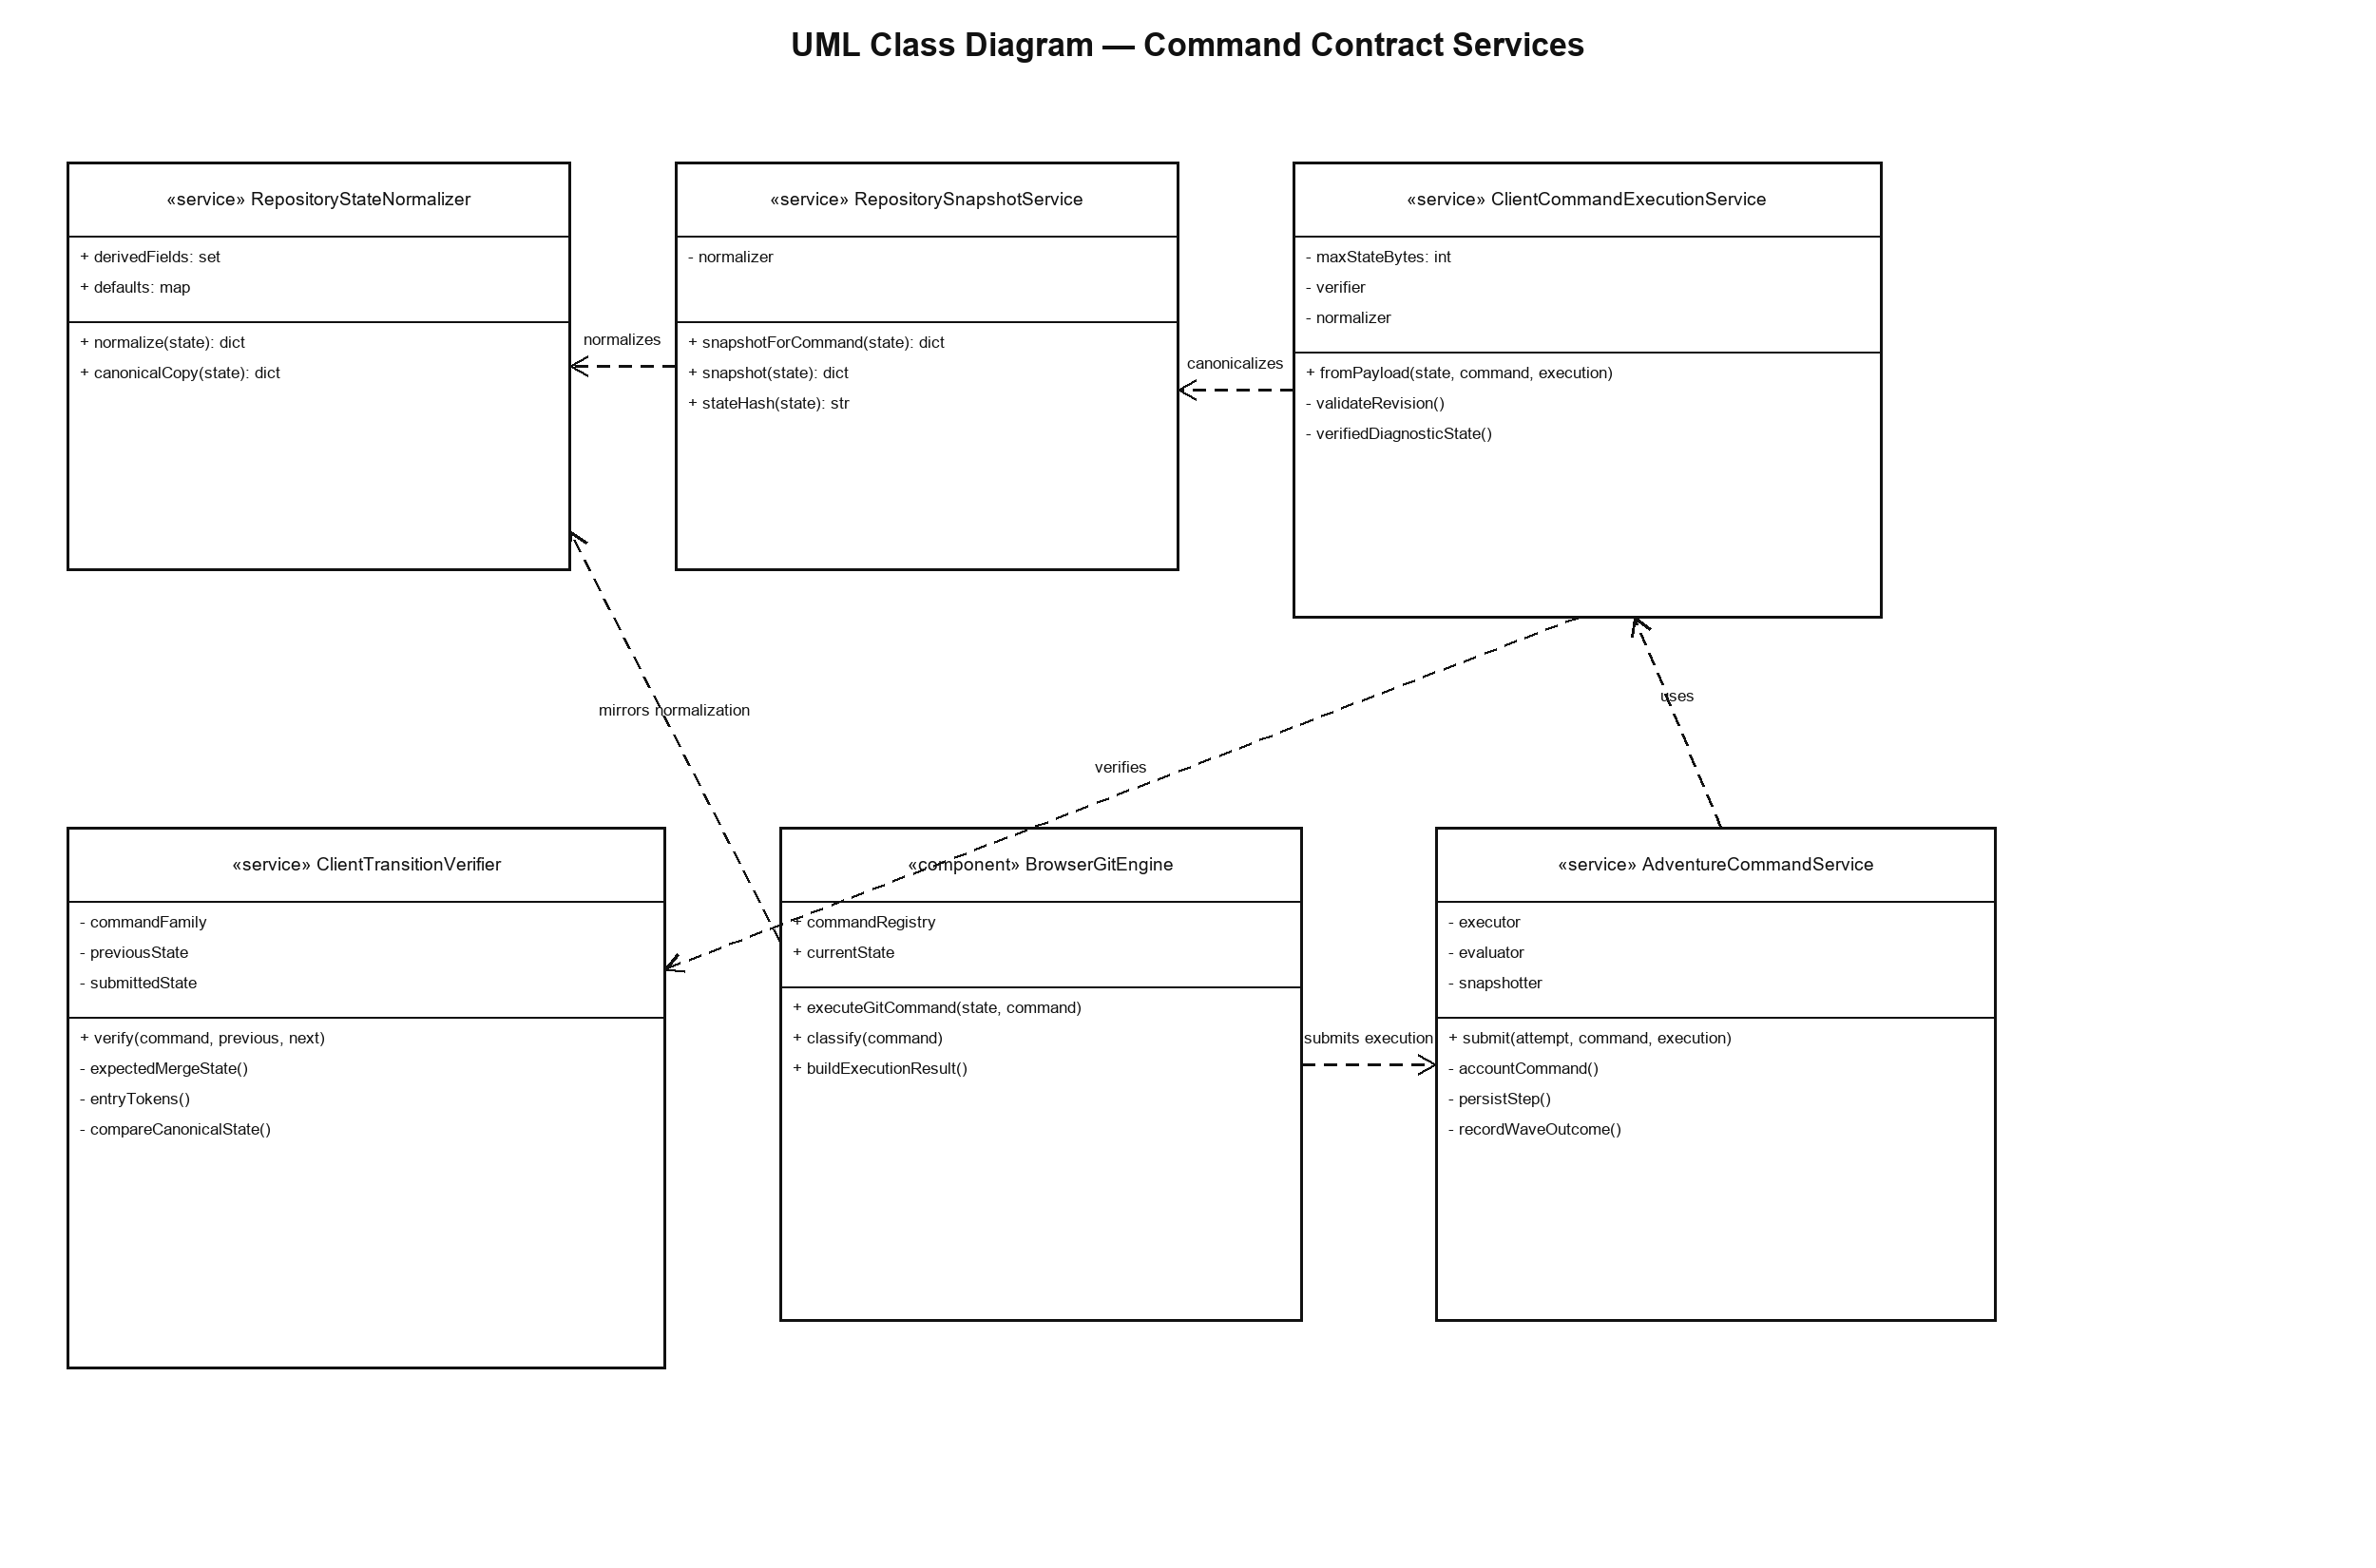 UML Class Diagram — Command Contract Services
«service» RepositoryStateNormalizer
+ derivedFields: set
+ defaults: map
+ normalize(state): dict
+ canonicalCopy(state): dict
normalizes
«service» RepositorySnapshotService
- normalizer
+ snapshotForCommand(state): dict
+ snapshot(state): dict
+ stateHash(state): str
canonicalizes
«service» ClientCommandExecutionService
- maxStateBytes: int
- verifier
- normalizer
+ fromPayload(state, command, execution)
- validateRevision()
- verifiedDiagnosticState()
mirrors normalization
verifies
uses
«service» ClientTransitionVerifier
- commandFamily
- previousState
- submittedState
+ verify(command, previous, next)
- expectedMergeState()
- entryTokens()
- compareCanonicalState()
«component» BrowserGitEngine
+ commandRegistry
+ currentState
+ executeGitCommand(state, command)
+ classify(command)
+ buildExecutionResult()
submits execution
«service» AdventureCommandService
- executor
- evaluator
- snapshotter
+ submit(attempt, command, execution)
- accountCommand()
- persistStep()
- recordWaveOutcome()